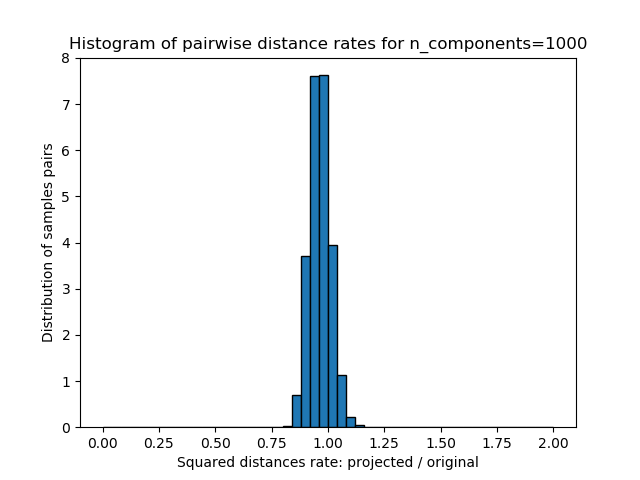 Histogram of pairwise distance rates for n_components=1000
Distribution of samples pairs
8
7
6
5
4
3
2
1
0
0.00 0.25 0.50 0.75 1.00 1.25 1.50 1.75 2.00
Squared distances rate: projected / original